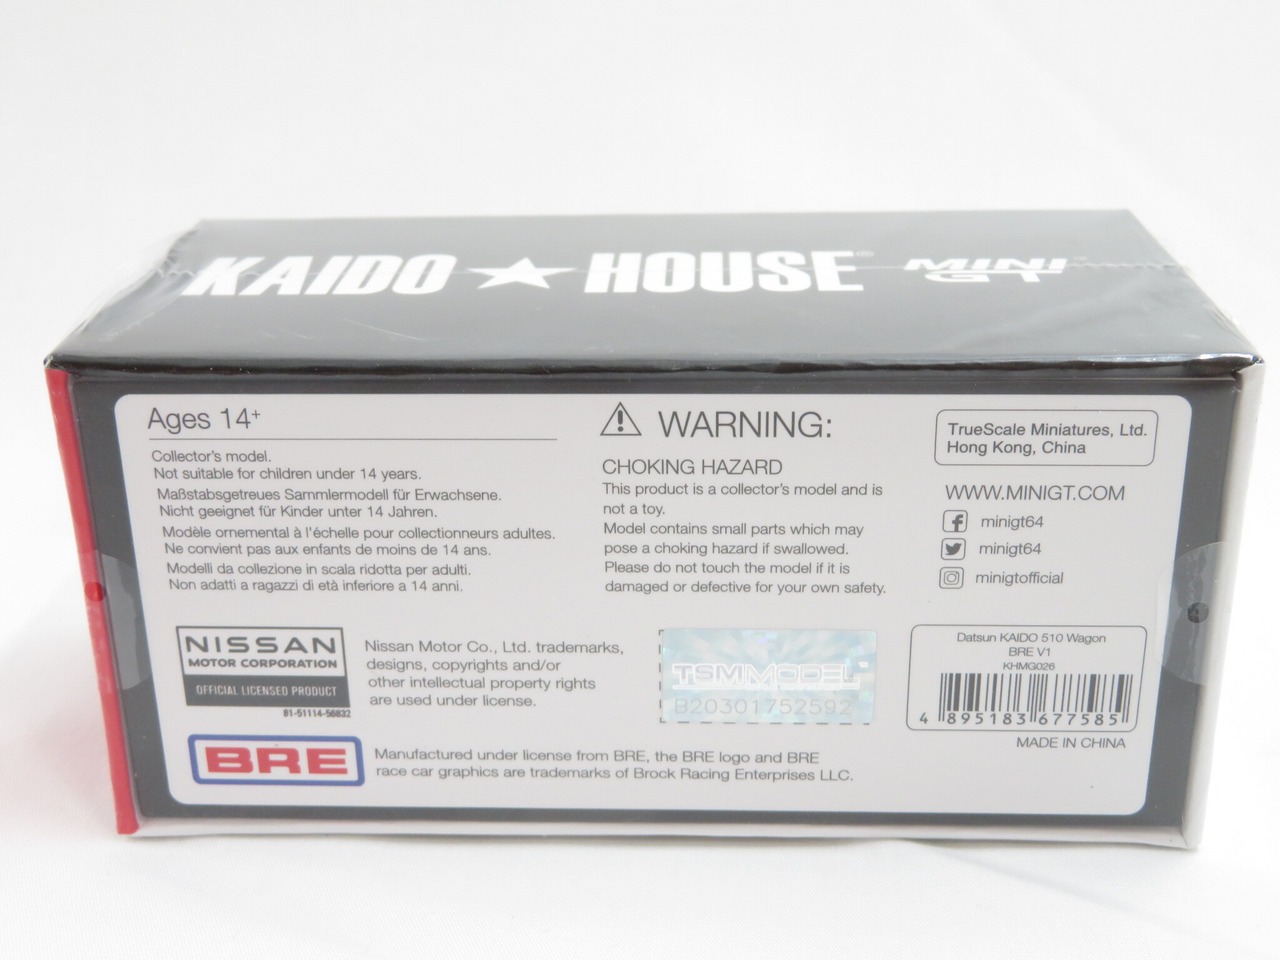 KAIDO ★ HOUSE® MINI GT
Ages 14+
Collector's model.
Not suitable for children under 14 years.
Maßstabsgetreues Sammlermodell für Erwachsene.
Nicht geeignet für Kinder unter 14 Jahren.
Modèle ornemental à l'échelle pour collectionneurs adultes.
Ne convient pas aux enfants de moins de 14 ans.
Modelli da collezione in scala ridotta per adulti.
Non adatti a ragazzi di età inferiore a 14 anni.
WARNING:
CHOKING HAZARD
This product is a collector's model and is
not a toy.
Model contains small parts which may
pose a choking hazard if swallowed.
Please do not touch the model if it is
damaged or defective for your own safety.
TrueScale Miniatures, Ltd.
Hong Kong, China
WWW.MINIGT.COM
minigt64
minigt64
minigtofficial
NISSAN
MOTOR CORPORATION
OFFICIAL LICENSED PRODUCT
81-51114-56832
Nissan Motor Co., Ltd. trademarks,
designs, copyrights and/or
other intellectual property rights
are used under license.
TSMMODEL
B20301752592
Datsun KAIDO 510 Wagon
BRE V1
KHMG026
4 895183 677585
MADE IN CHINA
BRE
Manufactured under license from BRE, the BRE logo and BRE
race car graphics are trademarks of Brock Racing Enterprises LLC.